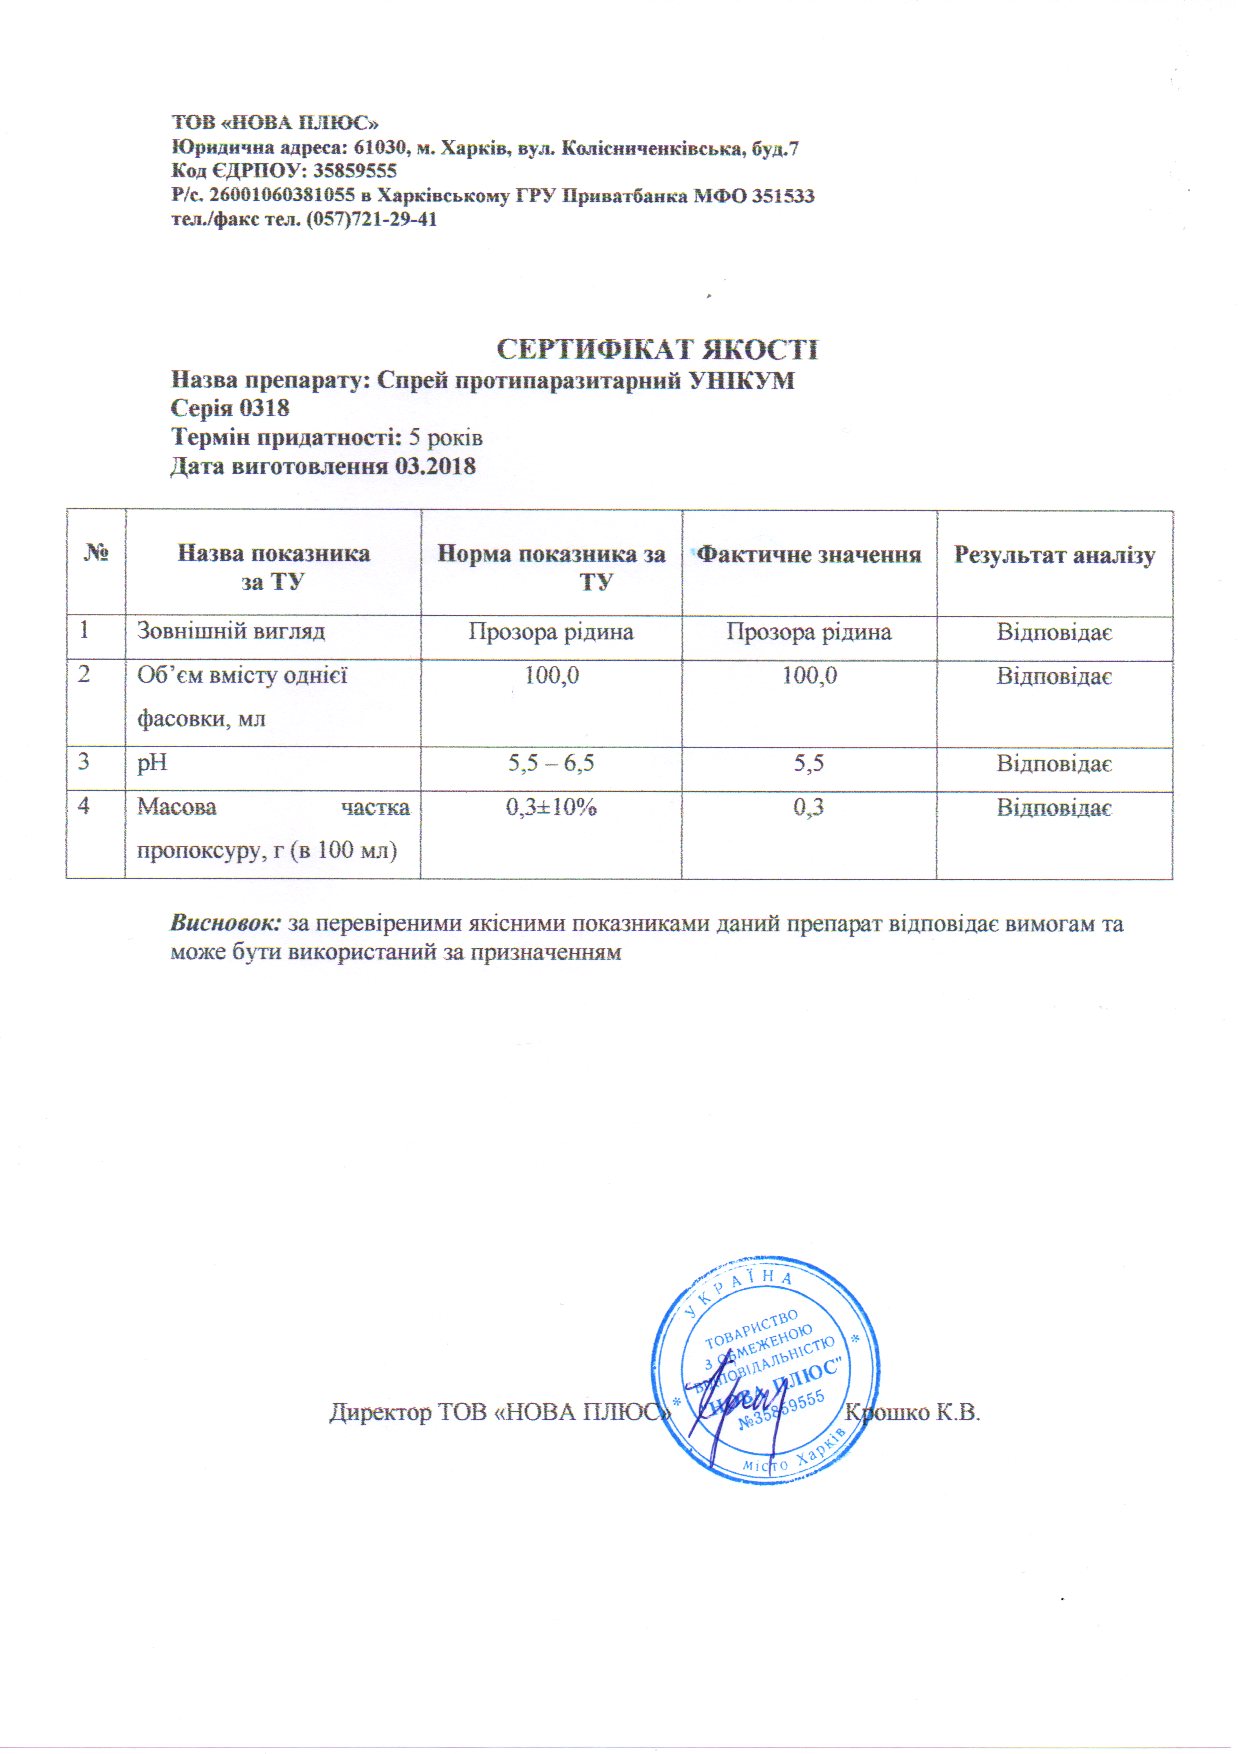 ТОВ «НОВА ПЛЮС»
Юридична адреса: 61030, м. Харків, вул. Колісниченківська, буд.7
Код ЄДРПОУ: 35859555
Р/с. 26001060381055 в Харківському ГРУ Приватбанка МФО 351533
тел./факс тел. (057)721-29-41
СЕРТИФІКАТ ЯКОСТІ
Назва препарату: Спрей протипаразитарний УНІКУМ
Серія 0318
Термін придатності: 5 років
Дата виготовлення 03.2018
№ Назва показника за ТУ Норма показника за ТУ Фактичне значення Результат аналізу
1 Зовнішній вигляд Прозора рідина Прозора рідина Відповідає
2 Об’єм вмісту однієї фасовки, мл 100,0 100,0 Відповідає
3 рН 5,5 – 6,5 5,5 Відповідає
4 Масова частка пропоксуру, г (в 100 мл) 0,3±10% 0,3 Відповідає
Висновок: за перевіреними якісними показниками даний препарат відповідає вимогам та
може бути використаний за призначенням
УКРАЇНА
ТОВАРИСТВО
З ОБМЕЖЕНОЮ
ВІДПОВІДАЛЬНІСТЮ
"НОВА ПЛЮС"
№35859555
місто Харків
Директор ТОВ «НОВА ПЛЮС» Крошко К.В.